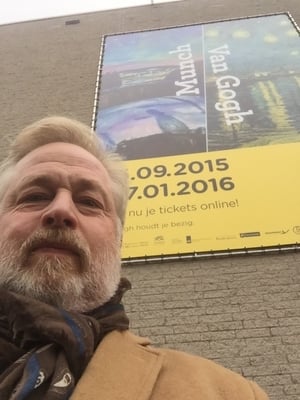 Munch
Van Gogh
.09.2015
7.01.2016
nu je tickets online!
gh houdt je bezig.